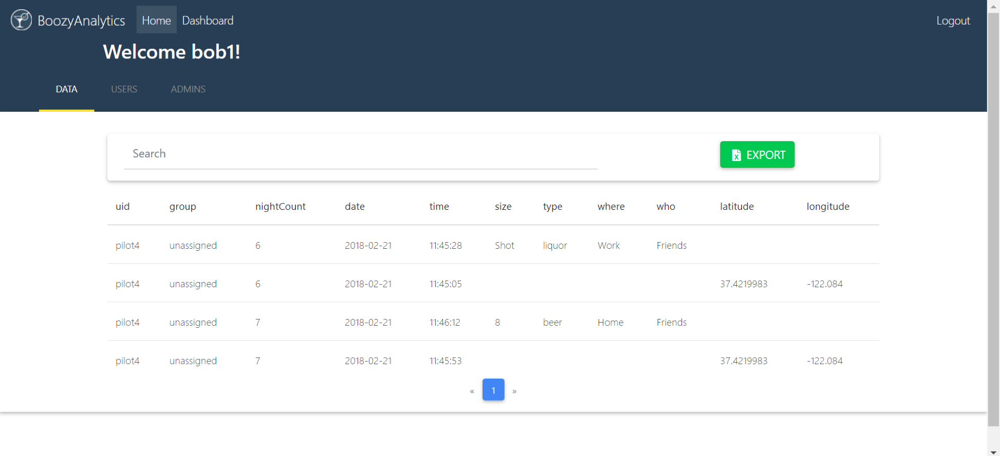 BoozyAnalytics Home Dashboard Logout
Welcome bob1!
DATA USERS ADMINS
Search EXPORT
uid group nightCount date time size type where who latitude longitude
pilot4 unassigned 6 2018-02-21 11:45:28 Shot liquor Work Friends
pilot4 unassigned 6 2018-02-21 11:45:05 37.4219983 -122.084
pilot4 unassigned 7 2018-02-21 11:46:12 8 beer Home Friends
pilot4 unassigned 7 2018-02-21 11:45:53 37.4219983 -122.084
« 1 »